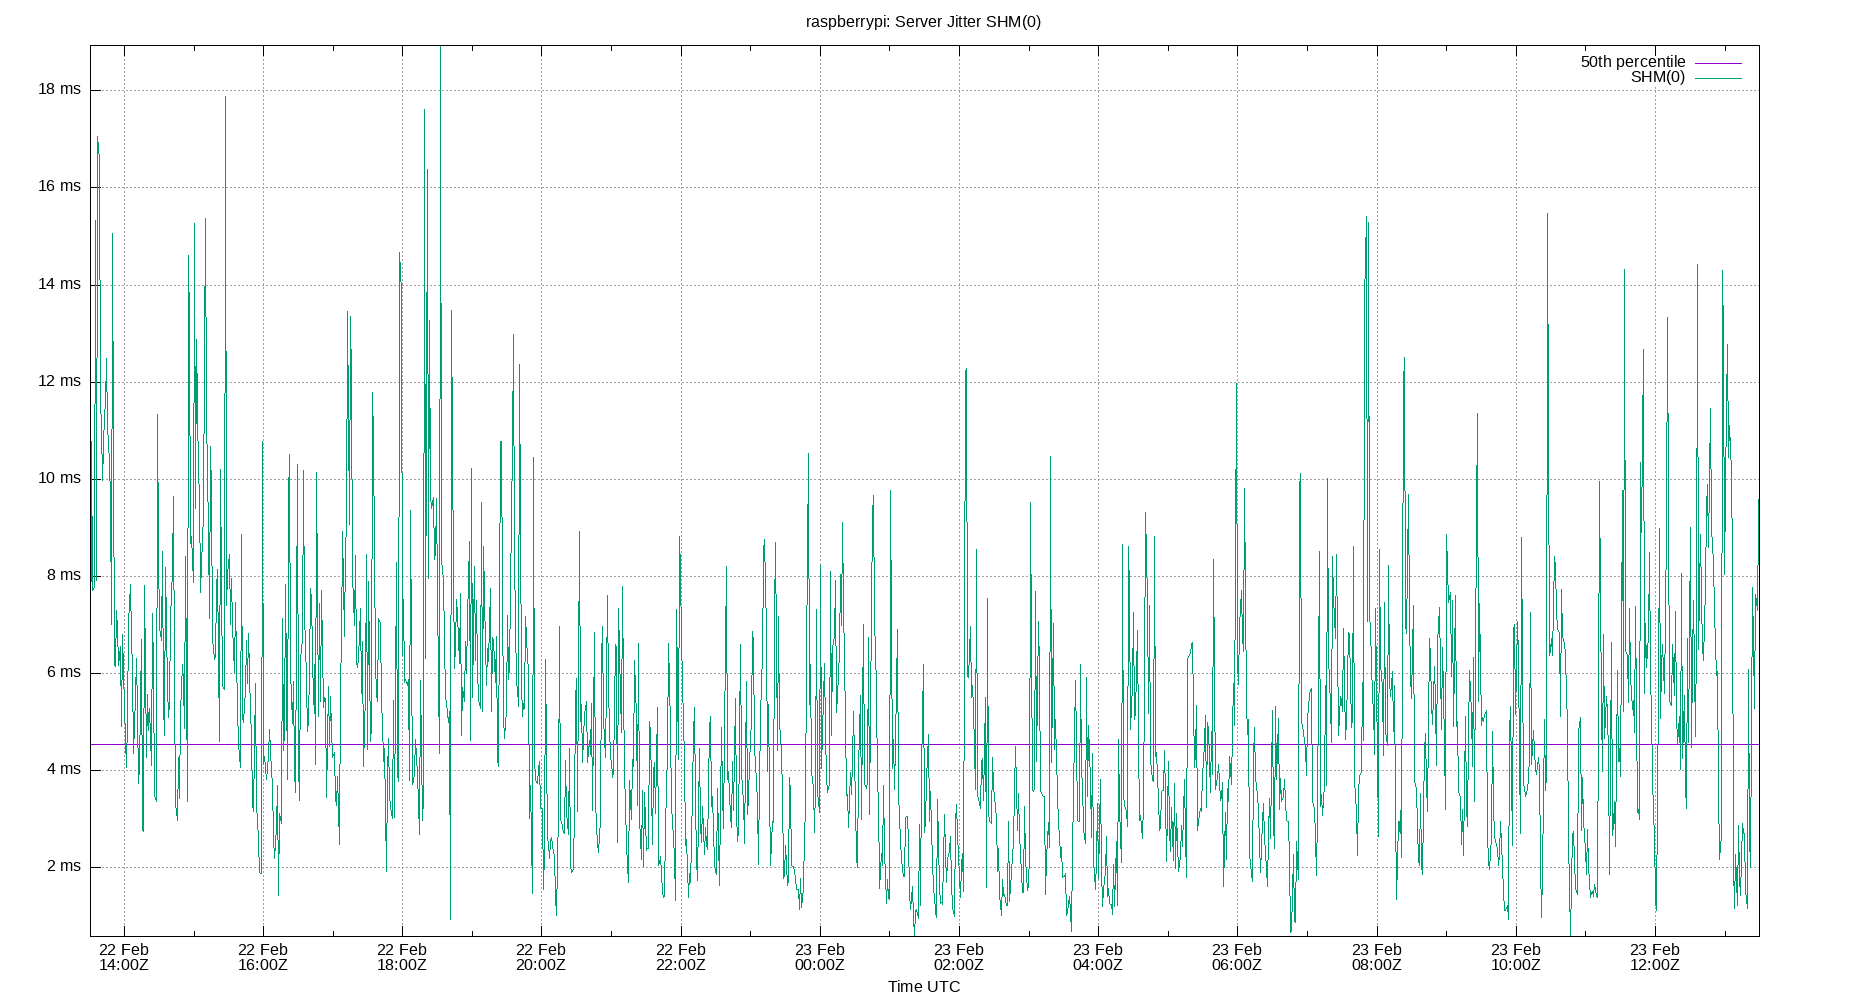 raspberrypi: Server Jitter SHM(0)
50th percentile
SHM(0)
18 ms
16 ms
14 ms
12 ms
10 ms
8 ms
6 ms
4 ms
2 ms
22 Feb 22 Feb 22 Feb 22 Feb 22 Feb 23 Feb 23 Feb 23 Feb 23 Feb 23 Feb 23 Feb 23 Feb
14:00Z 16:00Z 18:00Z 20:00Z 22:00Z 00:00Z 02:00Z 04:00Z 06:00Z 08:00Z 10:00Z 12:00Z
Time UTC